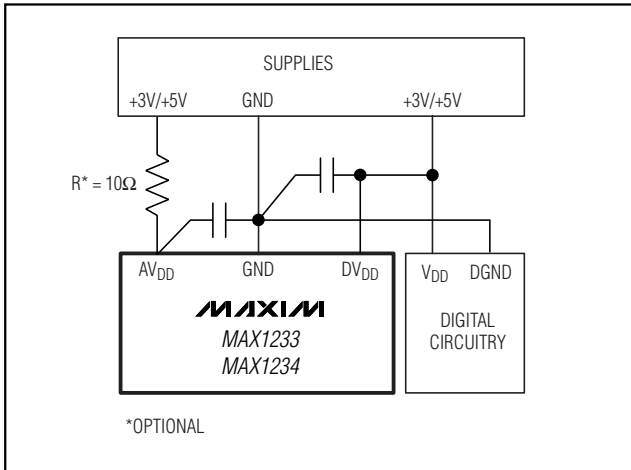 SUPPLIES
+3V/+5V GND +3V/+5V
R* = 10Ω
AVDD GND DVDD VDD DGND
MAXIM
MAX1233
MAX1234
DIGITAL
CIRCUITRY
*OPTIONAL